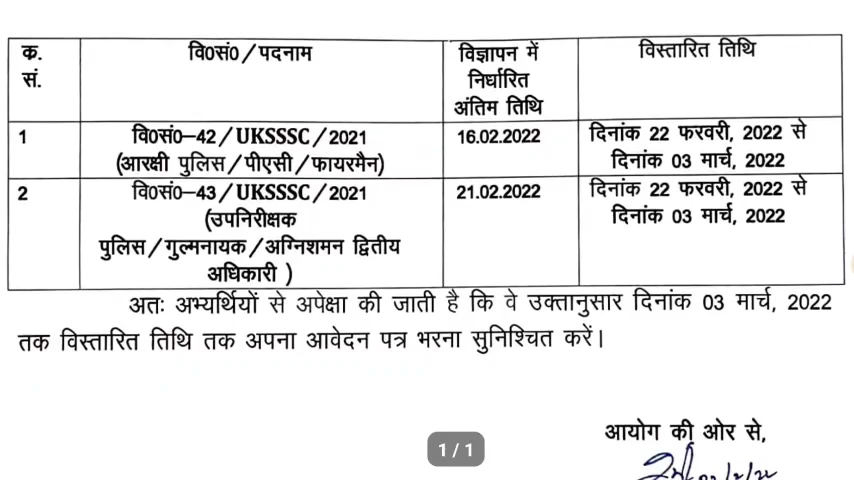 क. सं.
वि0सं0/पदनाम
विज्ञापन में
निर्धारित
अंतिम तिथि
विस्तारित तिथि
1
वि0सं0–42/UKSSSC/2021
(आरक्षी पुलिस/पीएसी/फायरमैन)
16.02.2022
दिनांक 22 फरवरी, 2022 से
दिनांक 03 मार्च, 2022
2
वि0सं0–43/UKSSSC/2021
(उपनिरीक्षक
पुलिस/गुल्मनायक/अग्निशमन द्वितीय
अधिकारी )
21.02.2022
दिनांक 22 फरवरी, 2022 से
दिनांक 03 मार्च, 2022
अतः अभ्यर्थियों से अपेक्षा की जाती है कि वे उक्तानुसार दिनांक 03 मार्च, 2022
तक विस्तारित तिथि तक अपना आवेदन पत्र भरना सुनिश्चित करें।
आयोग की ओर से,
1 / 1